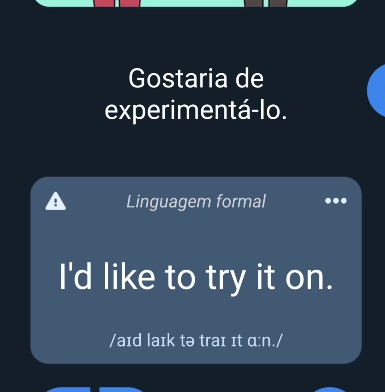 Gostaria de
experimentá-lo.
Linguagem formal
I'd like to try it on.
/aɪd laɪk tə traɪ ɪt ɑːn./